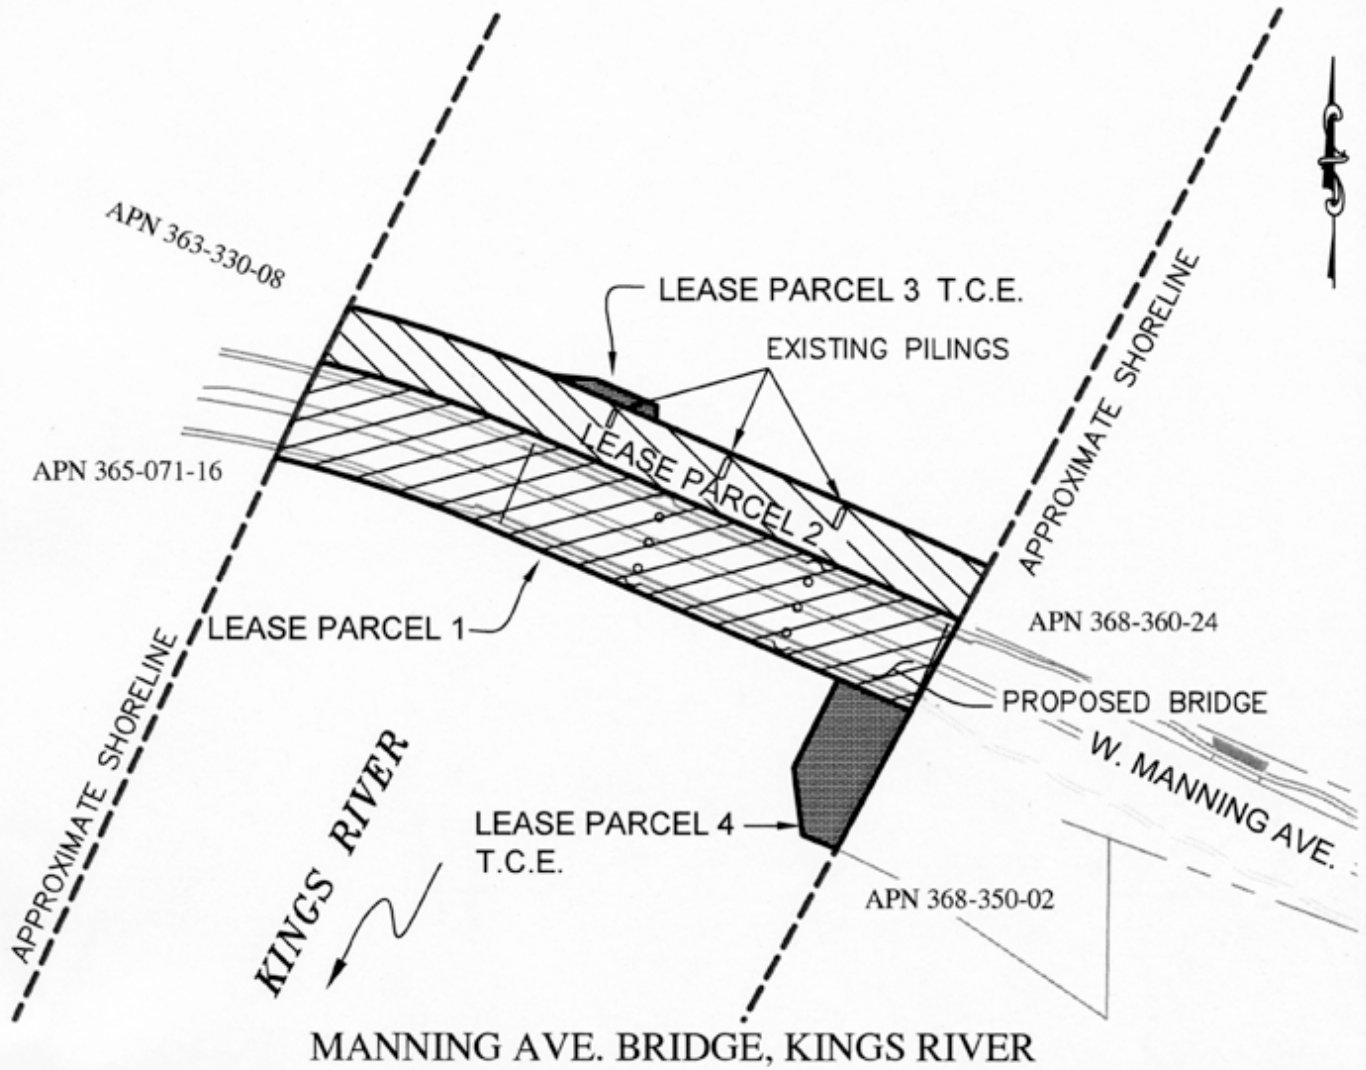 APN 363-330-08
LEASE PARCEL 3 T.C.E.
EXISTING PILINGS
APPROXIMATE SHORELINE
APN 365-071-16
LEASE PARCEL 2
LEASE PARCEL 1
APN 368-360-24
PROPOSED BRIDGE
W. MANNING AVE.
APPROXIMATE SHORELINE
KINGS RIVER
LEASE PARCEL 4
T.C.E.
APN 368-350-02
MANNING AVE. BRIDGE, KINGS RIVER